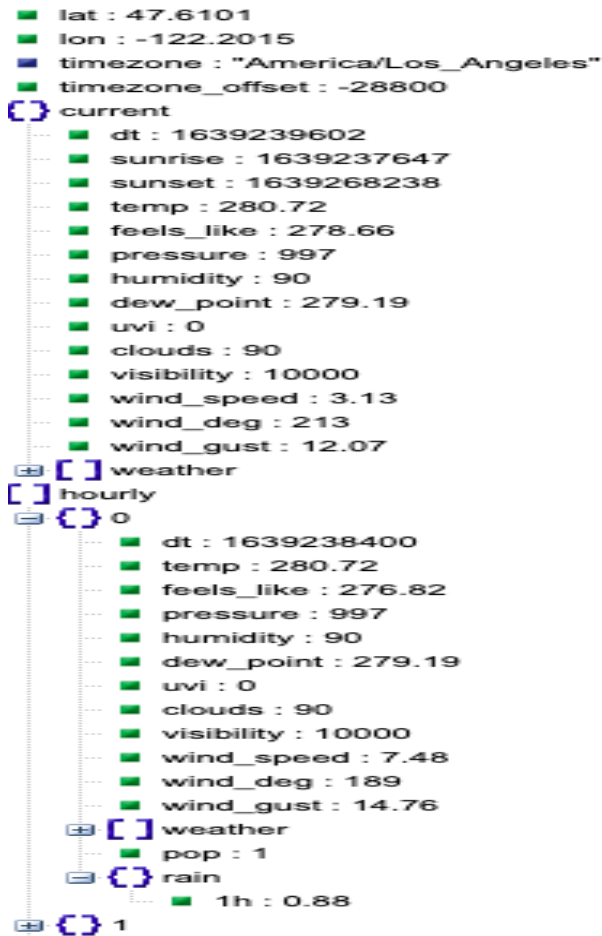 lat : 47.6101
lon : -122.2015
timezone : "America/Los_Angeles"
timezone_offset : -28800
{} current
dt : 1639239602
sunrise : 1639237647
sunset : 1639268238
temp : 280.72
feels_like : 278.66
pressure : 997
humidity : 90
dew_point : 279.19
uvi : 0
clouds : 90
visibility : 10000
wind_speed : 3.13
wind_deg : 213
wind_gust : 12.07
[] weather
[] hourly
{} 0
dt : 1639238400
temp : 280.72
feels_like : 276.82
pressure : 997
humidity : 90
dew_point : 279.19
uvi : 0
clouds : 90
visibility : 10000
wind_speed : 7.48
wind_deg : 189
wind_gust : 14.76
[] weather
pop : 1
{} rain
1h : 0.88
{} 1